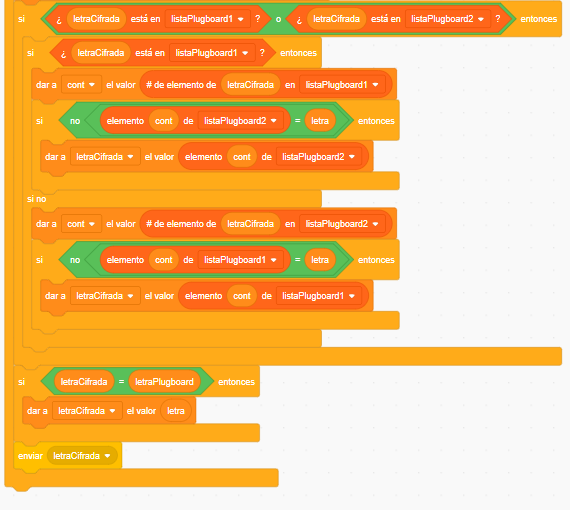 si ¿ letraCifrada está en listaPlugboard1 ? o ¿ letraCifrada está en listaPlugboard2 ? entonces
si ¿ letraCifrada está en listaPlugboard1 ? entonces
dar a cont el valor # de elemento de letraCifrada en listaPlugboard1
si no elemento cont de listaPlugboard2 = letra entonces
dar a letraCifrada el valor elemento cont de listaPlugboard2
si no
dar a cont el valor # de elemento de letraCifrada en listaPlugboard2
si no elemento cont de listaPlugboard1 = letra entonces
dar a letraCifrada el valor elemento cont de listaPlugboard1
si letraCifrada = letraPlugboard entonces
dar a letraCifrada el valor letra
enviar letraCifrada